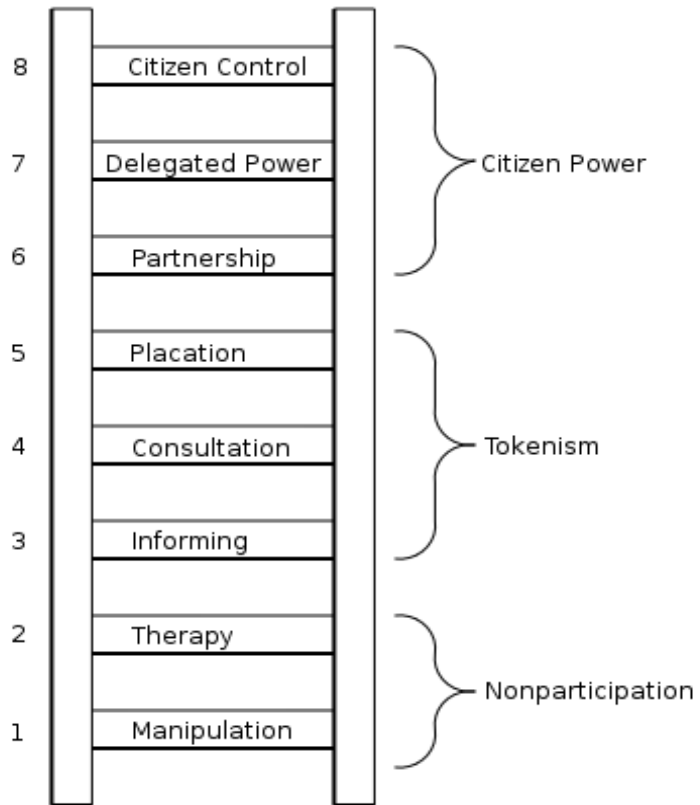 8 Citizen Control
7 Delegated Power
Citizen Power
6 Partnership
5 Placation
4 Consultation
Tokenism
3 Informing
2 Therapy
Nonparticipation
1 Manipulation